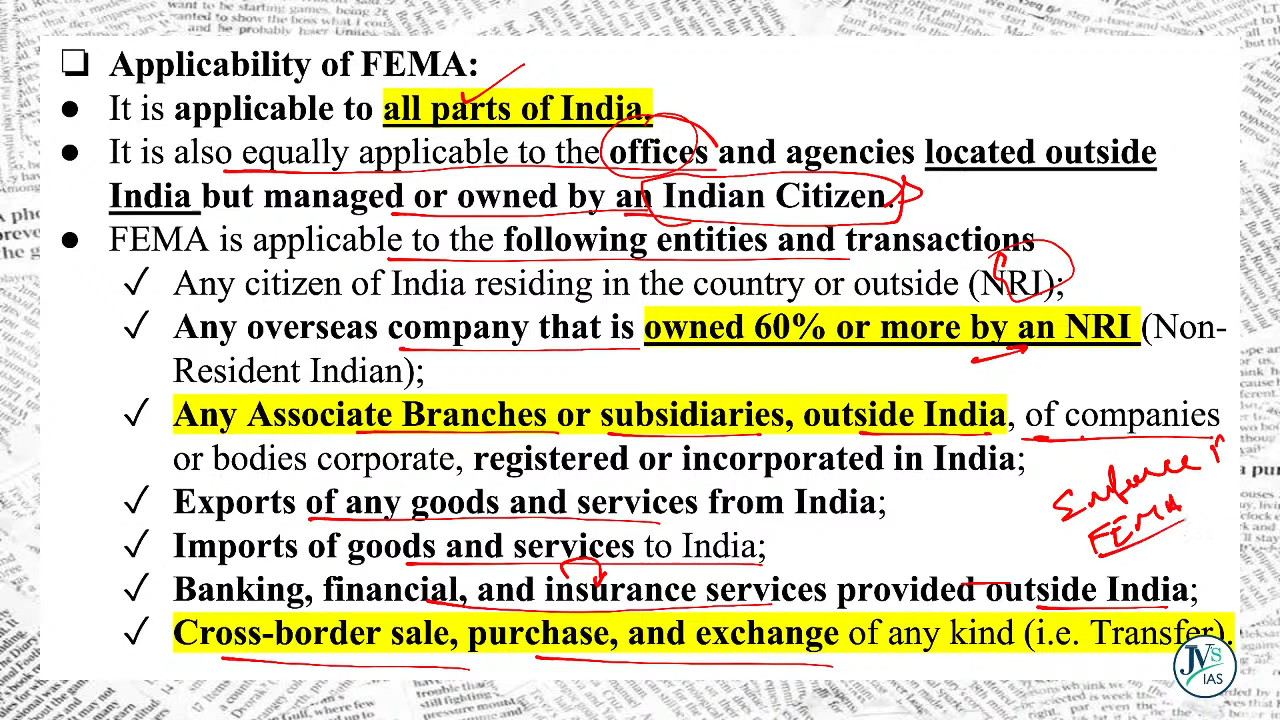 ❑ Applicability of FEMA:
● It is applicable to all parts of India,
● It is also equally applicable to the offices and agencies located outside
India but managed or owned by an Indian Citizen.
● FEMA is applicable to the following entities and transactions
✓ Any citizen of India residing in the country or outside (NRI);
✓ Any overseas company that is owned 60% or more by an NRI (Non-
Resident Indian);
✓ Any Associate Branches or subsidiaries, outside India, of companies
or bodies corporate, registered or incorporated in India;
Enforce
✓ Exports of any goods and services from India;
FEMA
✓ Imports of goods and services to India;
✓ Banking, financial, and insurance services provided outside India;
✓ Cross-border sale, purchase, and exchange of any kind (i.e. Transfer).
JVS
IAS